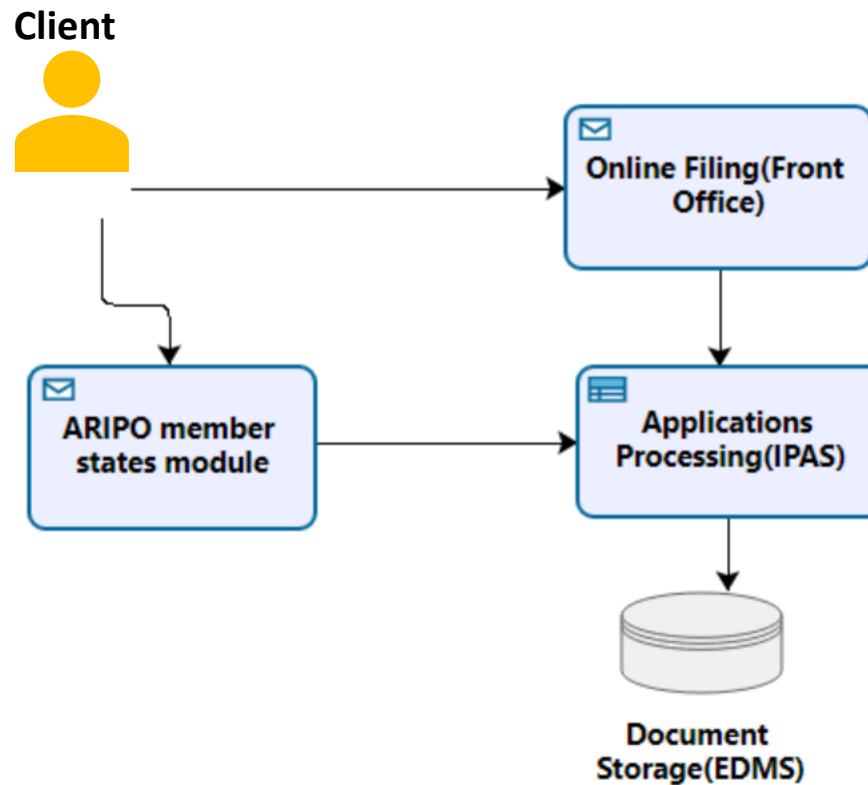 Client
Online Filing(Front
Office)
ARIPO member
states module
Applications
Processing(IPAS)
Document
Storage(EDMS)